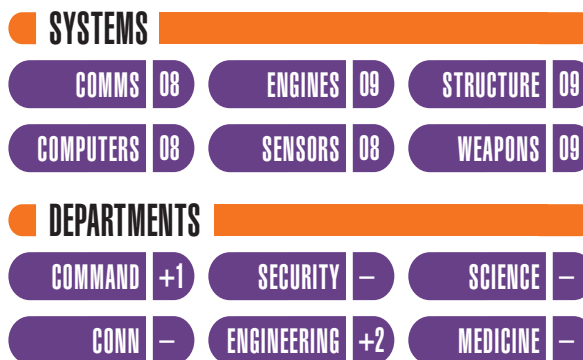 SYSTEMS
COMMS 08 ENGINES 09 STRUCTURE 09
COMPUTERS 08 SENSORS 08 WEAPONS 09
DEPARTMENTS
COMMAND +1 SECURITY – SCIENCE –
CONN – ENGINEERING +2 MEDICINE –